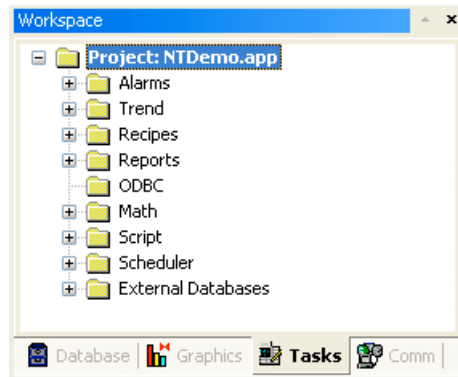 Workspace
Project: NTDemo.app
Alarms
Trend
Recipes
Reports
ODBC
Math
Script
Scheduler
External Databases
Database Graphics Tasks Comm